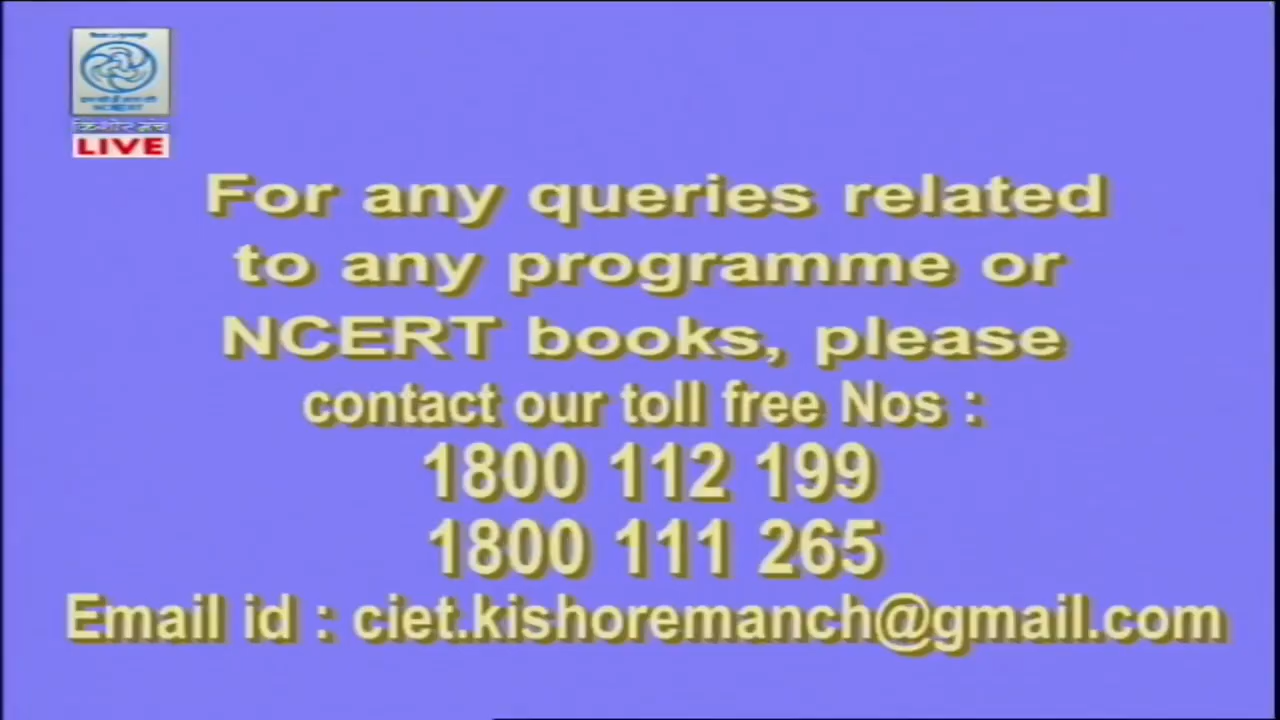 किशोर मंच
LIVE
For any queries related
to any programme or
NCERT books, please
contact our toll free Nos :
1800 112 199
1800 111 265
Email id : ciet.kishoremanch@gmail.com